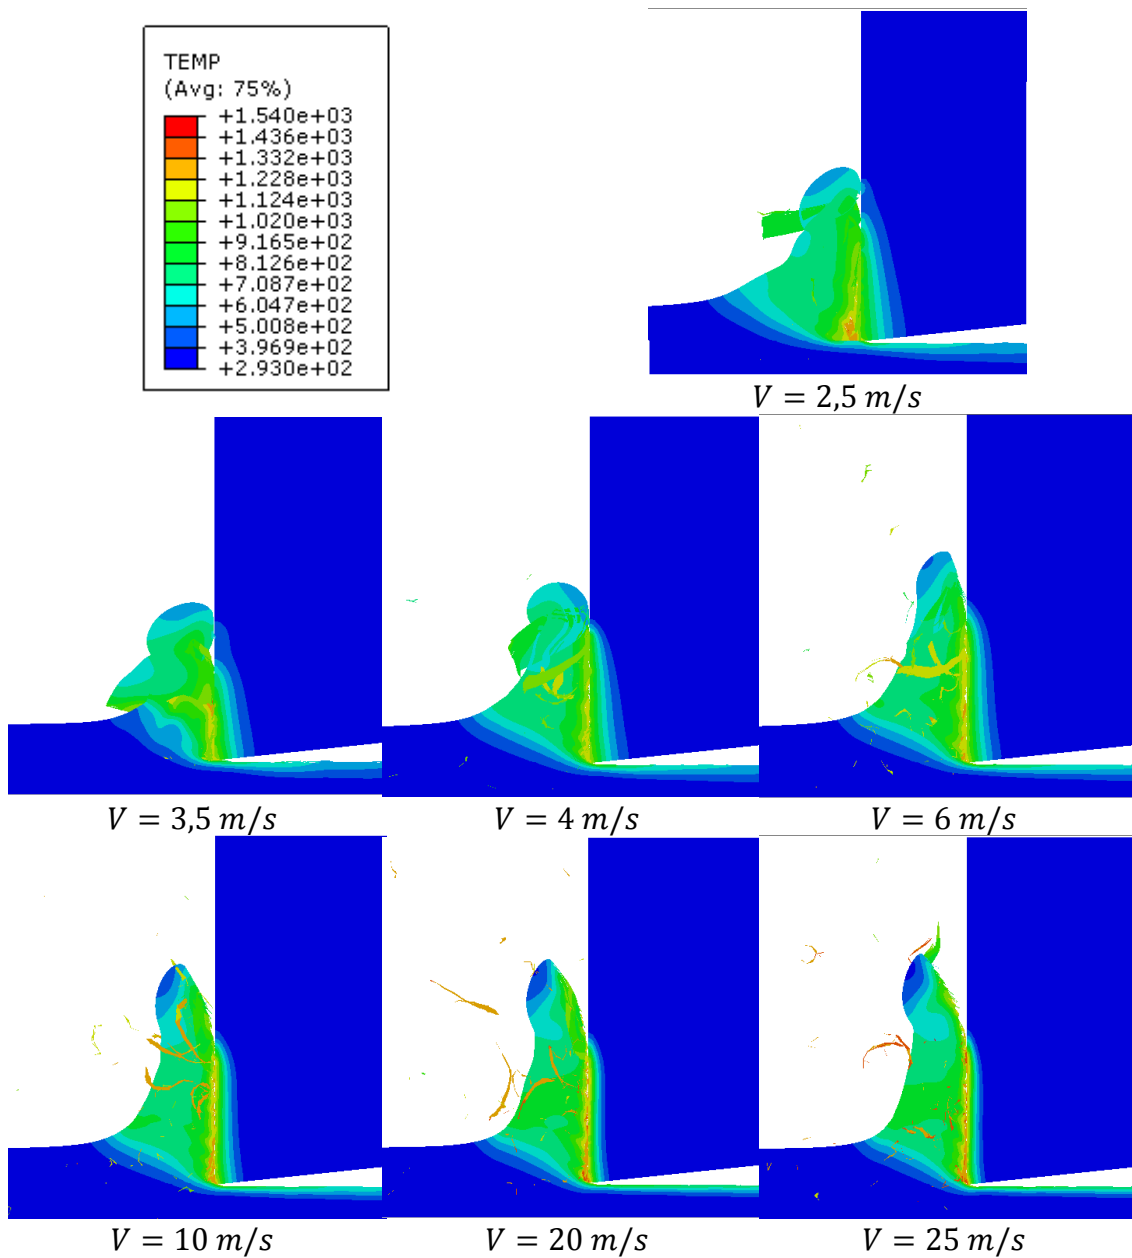 TEMP
(Avg: 75%)
+1.540e+03
+1.436e+03
+1.332e+03
+1.228e+03
+1.124e+03
+1.020e+03
+9.165e+02
+8.126e+02
+7.087e+02
+6.047e+02
+5.008e+02
+3.969e+02
+2.930e+02
V = 2,5 m/s
V = 3,5 m/s
V = 4 m/s
V = 6 m/s
V = 10 m/s
V = 20 m/s
V = 25 m/s